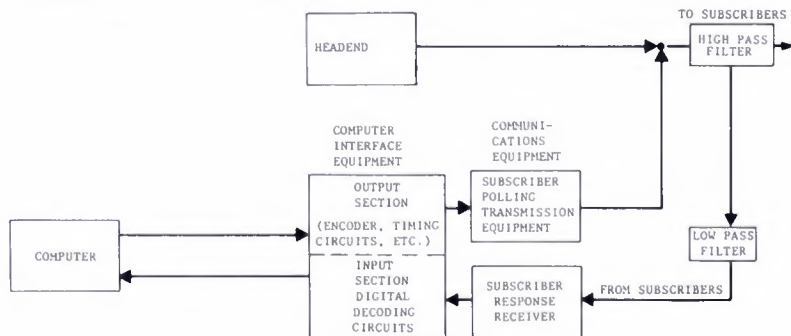 TO SUBSCRIBERS
HEADEND
HIGH PASS
FILTER
COMPUTER
INTERFACE
EQUIPMENT
COMMUNI-
CATIONS
EQUIPMENT
OUTPUT
SECTION
(ENCODER, TIMING
CIRCUITS, ETC.)
SUBSCRIBER
POLLING
TRANSMISSION
EQUIPMENT
COMPUTER
LOW PASS
FILTER
INPUT
SECTION
DIGITAL
DECODING
CIRCUITS
SUBSCRIBER
RESPONSE
RECEIVER
FROM SUBSCRIBERS